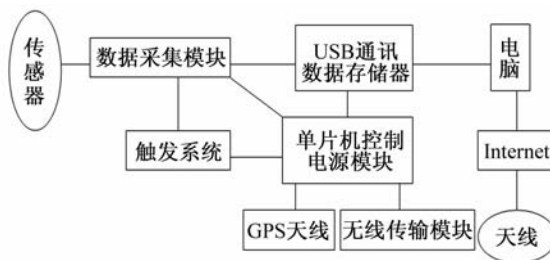 传感器
数据采集模块
USB通讯
数据存储器
电脑
触发系统
单片机控制
电源模块
Internet
GPS天线
无线传输模块
天线